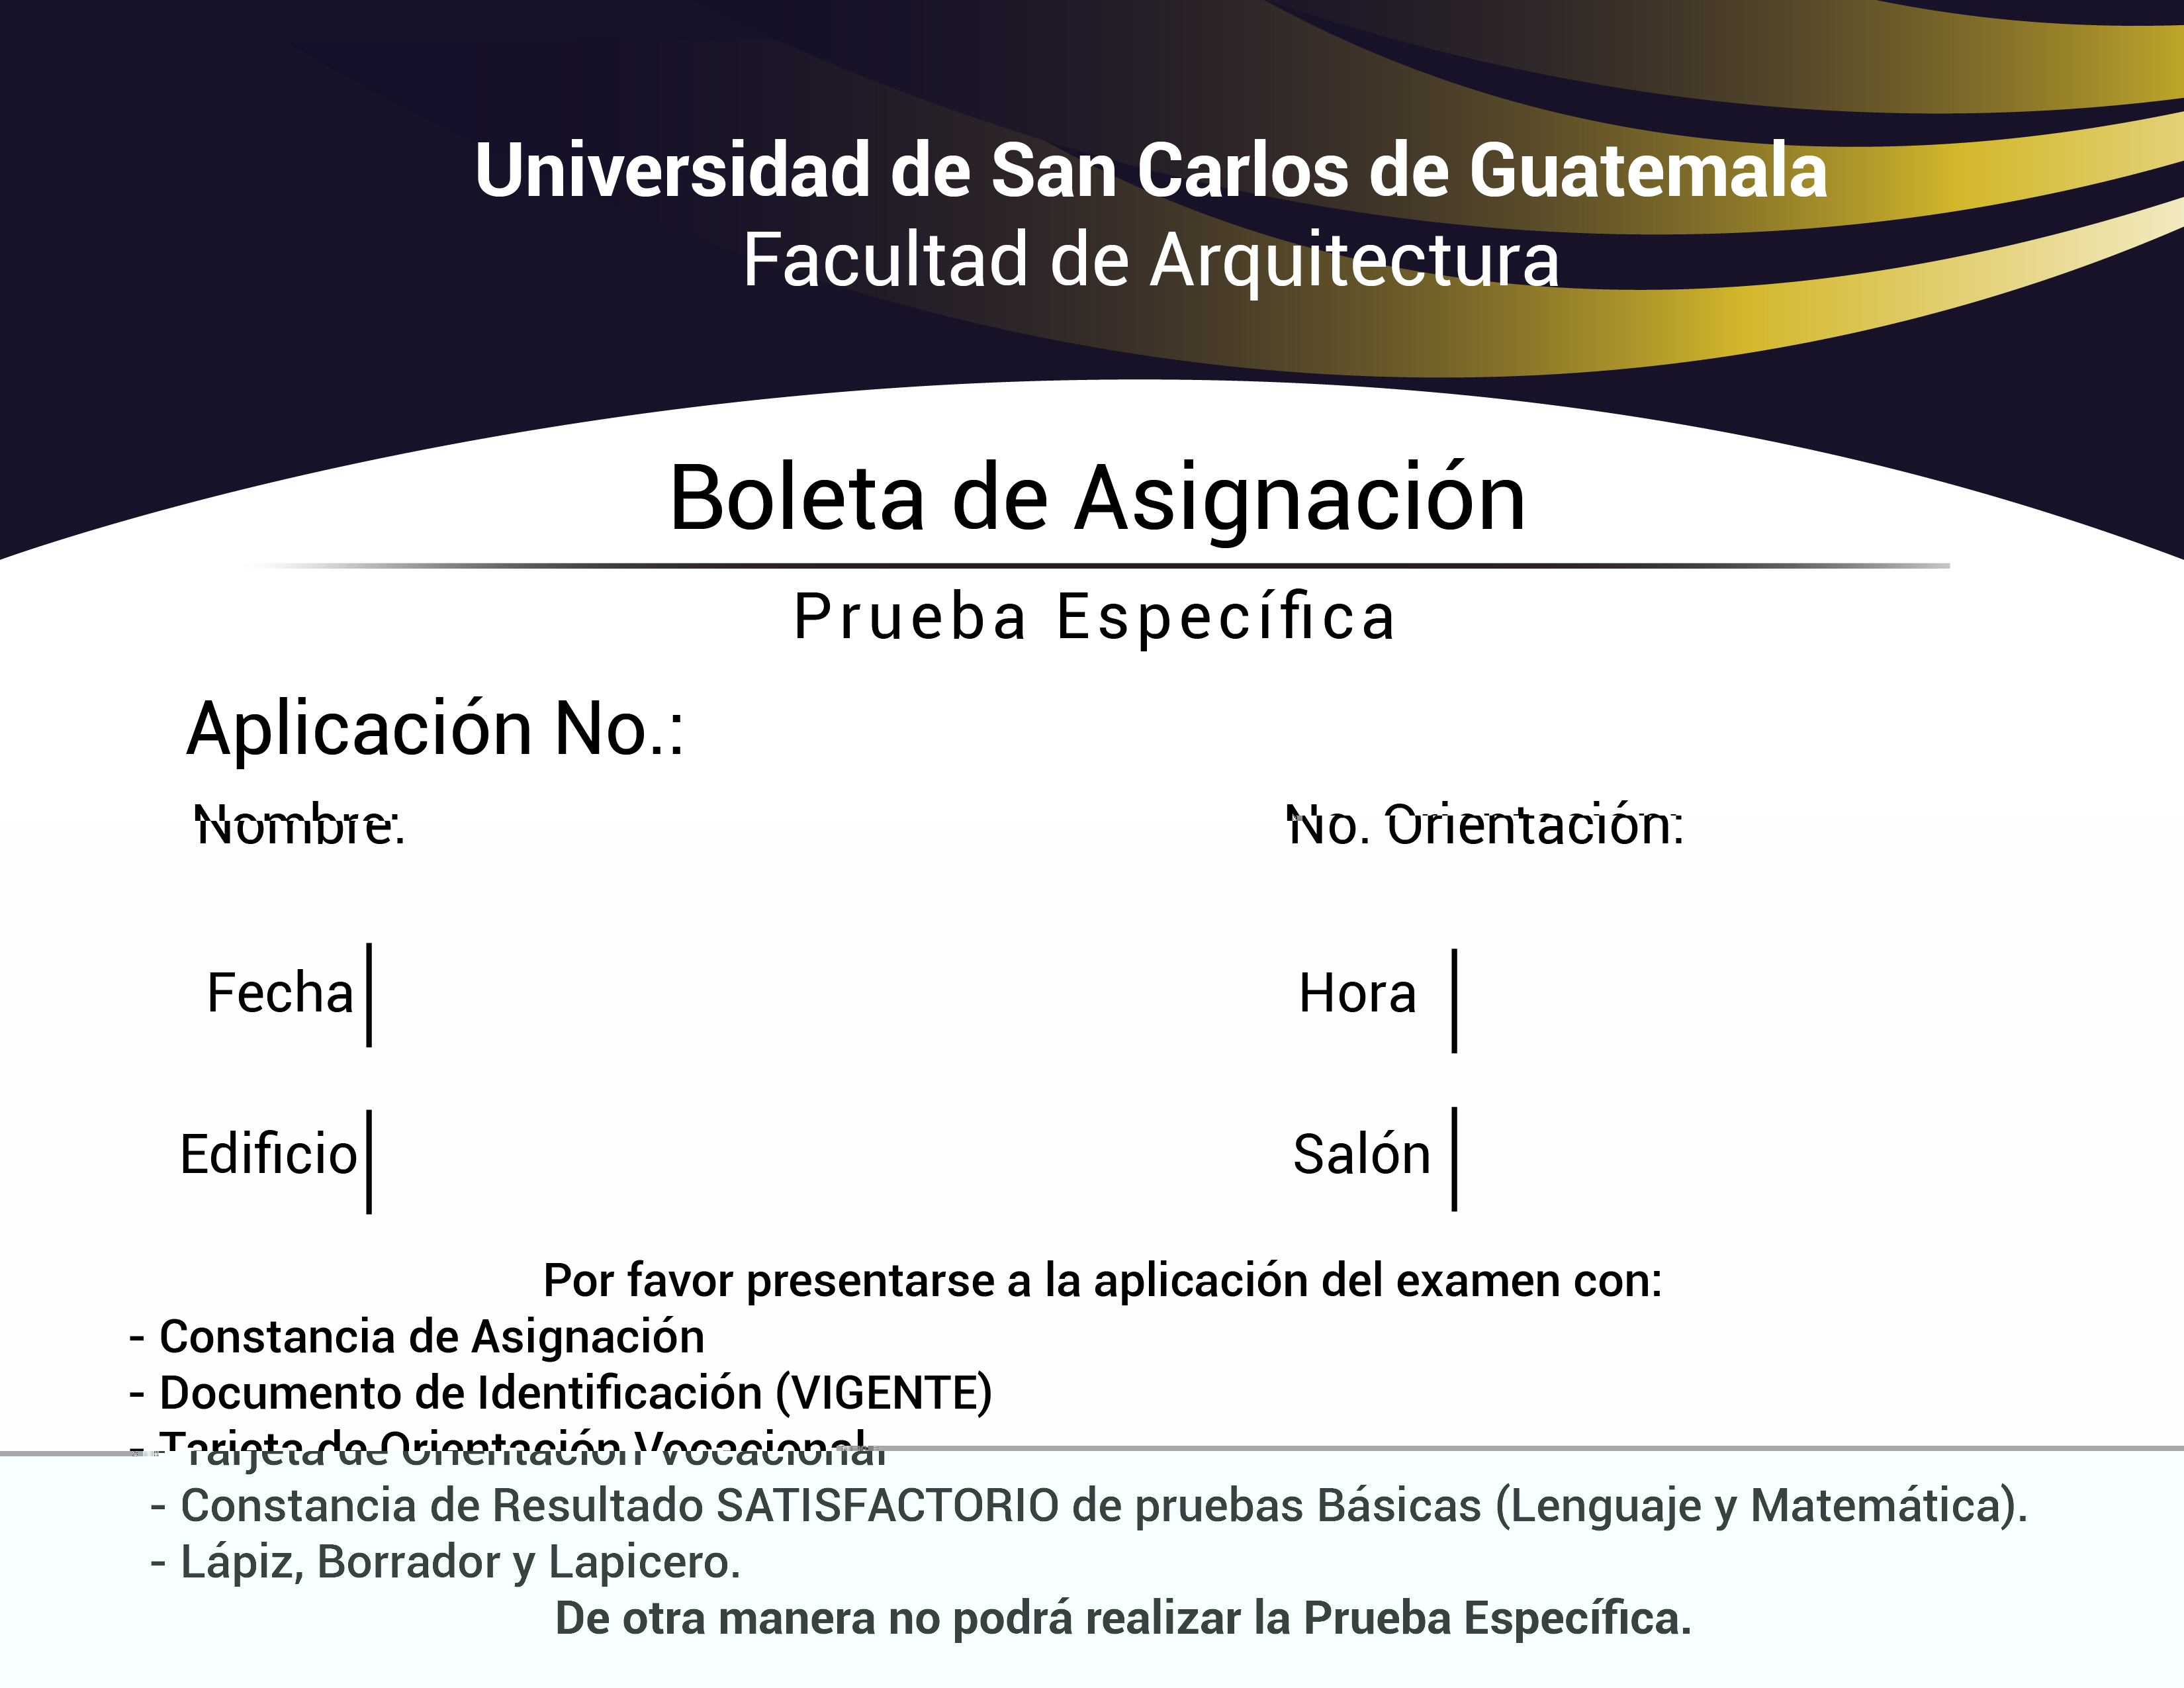 Universidad de San Carlos de Guatemala
Facultad de Arquitectura
Boleta de Asignación
Prueba Específica
Aplicación No.:
Nombre:
No. Orientación:
Fecha
Hora
Edificio
Salón
Por favor presentarse a la aplicación del examen con:
- Constancia de Asignación
- Documento de Identificación (VIGENTE)
- Tarjeta de Orientación Vocacional
- Constancia de Resultado SATISFACTORIO de pruebas Básicas (Lenguaje y Matemática).
- Lápiz, Borrador y Lapicero.
De otra manera no podrá realizar la Prueba Específica.